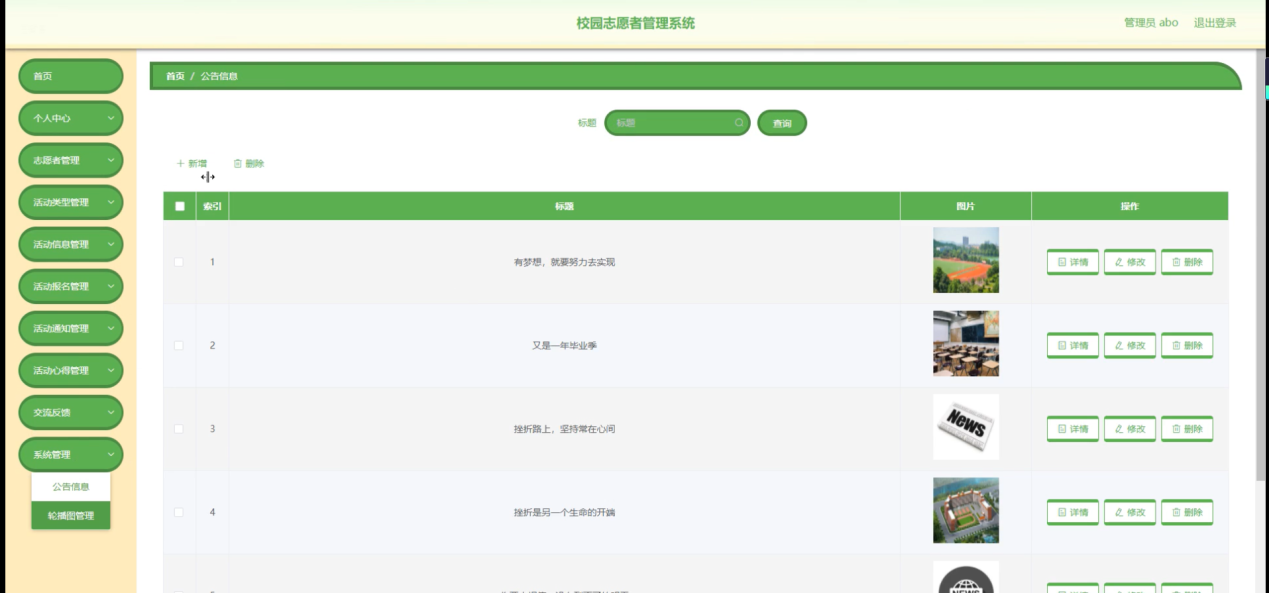 校园志愿者管理系统
管理员 abo 退出登录
首页
个人中心
志愿者管理
活动类型管理
活动信息管理
活动报名管理
活动通知管理
活动心得管理
交流反馈
系统管理
公告信息
轮播图管理
首页 / 公告信息
标题 标题 查询
新增 删除
索引 标题 图片 操作
1 有梦想，就要努力去实现 详情 修改 删除
2 又是一年毕业季 详情 修改 删除
3 挫折路上，坚持常在心间 News 详情 修改 删除
4 挫折是另一个生命的开端 详情 修改 删除
NEWS